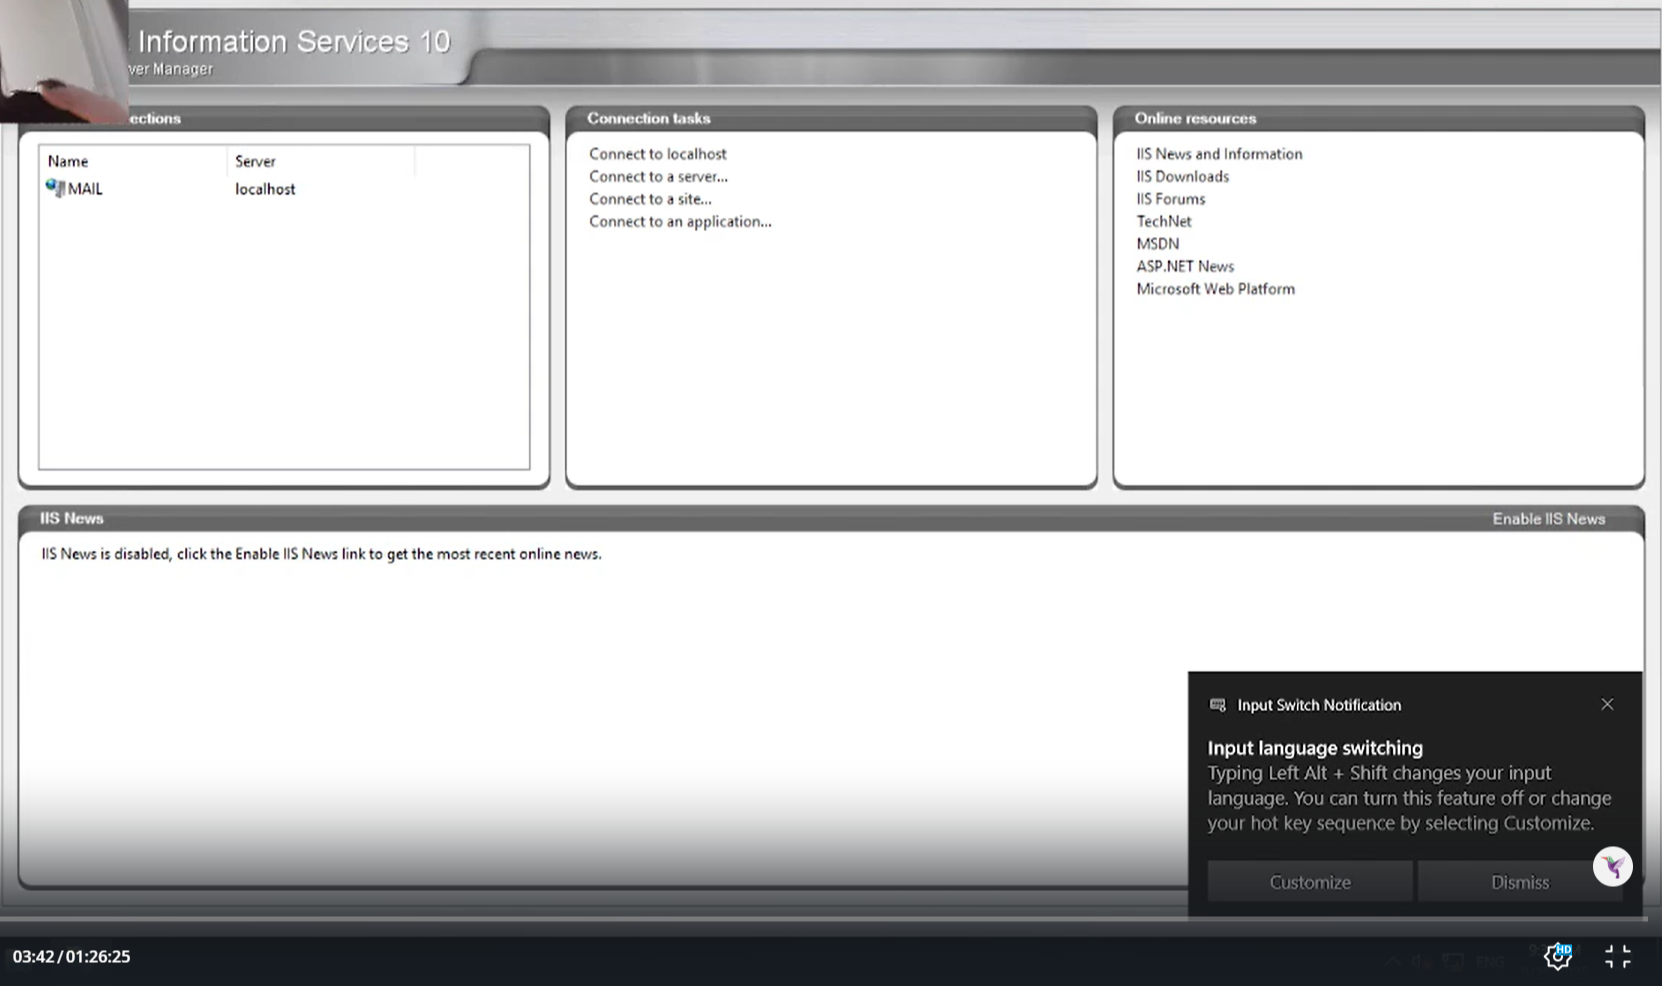 Information Services 10
ver Manager
ections
Name Server
MAIL localhost
Connection tasks
Connect to localhost
Connect to a server...
Connect to a site...
Connect to an application...
Online resources
IIS News and Information
IIS Downloads
IIS Forums
TechNet
MSDN
ASP.NET News
Microsoft Web Platform
IIS News Enable IIS News
IIS News is disabled, click the Enable IIS News link to get the most recent online news.
Input Switch Notification
Input language switching
Typing Left Alt + Shift changes your input
language. You can turn this feature off or change
your hot key sequence by selecting Customize.
Customize Dismiss
03:42/01:26:25
ENG
HD